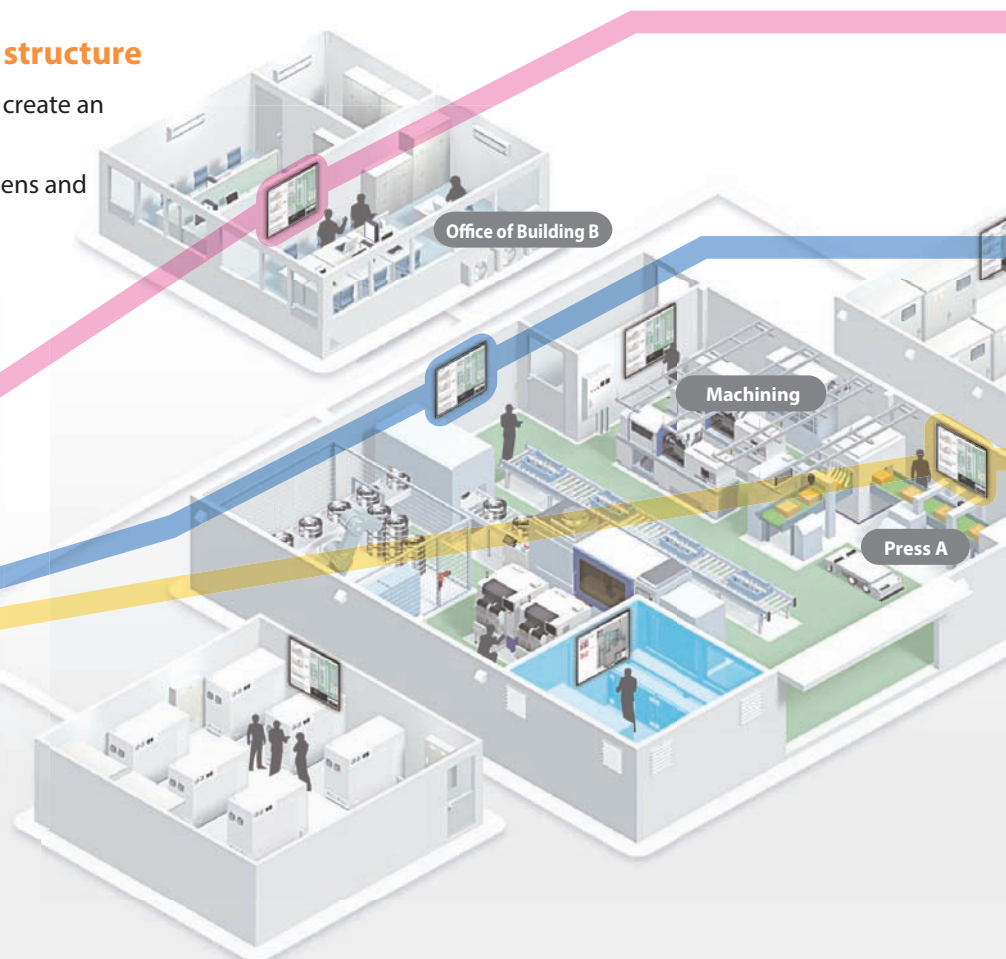 structure
create an
ens and
Office of Building B
Machining
Press A